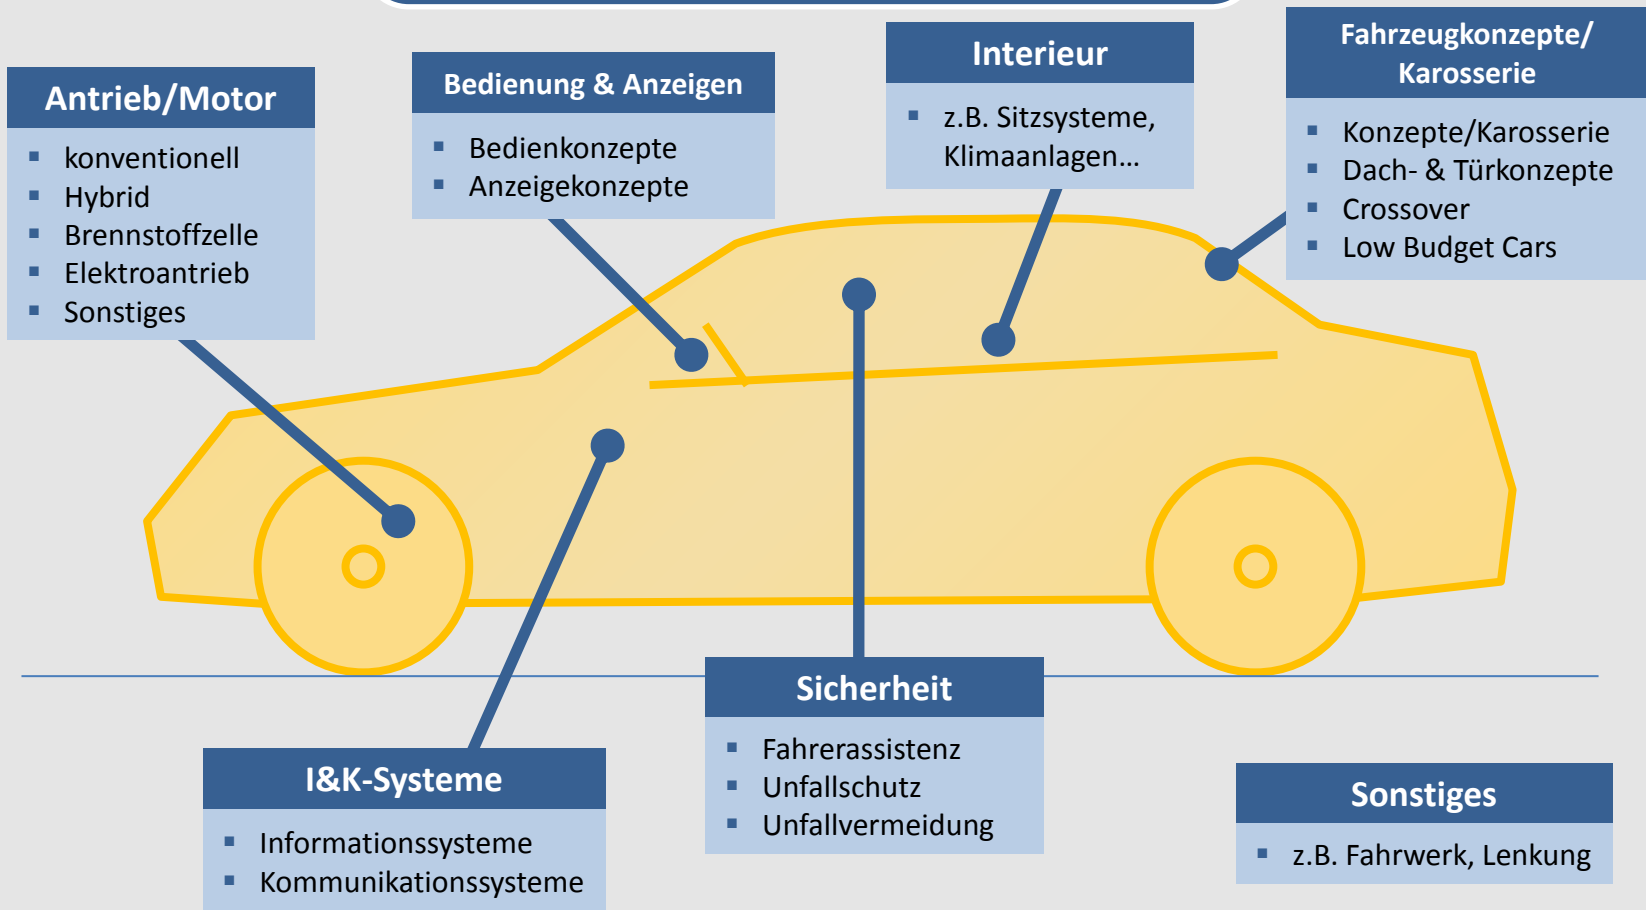 Antrieb/Motor
konventionell
Hybrid
Brennstoffzelle
Elektroantrieb
Sonstiges
Bedienung & Anzeigen
Bedienkonzepte
Anzeigekonzepte
Interieur
z.B. Sitzsysteme,
Klimaanlagen...
Fahrzeugkonzepte/
Karosserie
Konzepte/Karosserie
Dach- & Türkonzepte
Crossover
Low Budget Cars
I&K-Systeme
Informationssysteme
Kommunikationssysteme
Sicherheit
Fahrerassistenz
Unfallschutz
Unfallvermeidung
Sonstiges
z.B. Fahrwerk, Lenkung